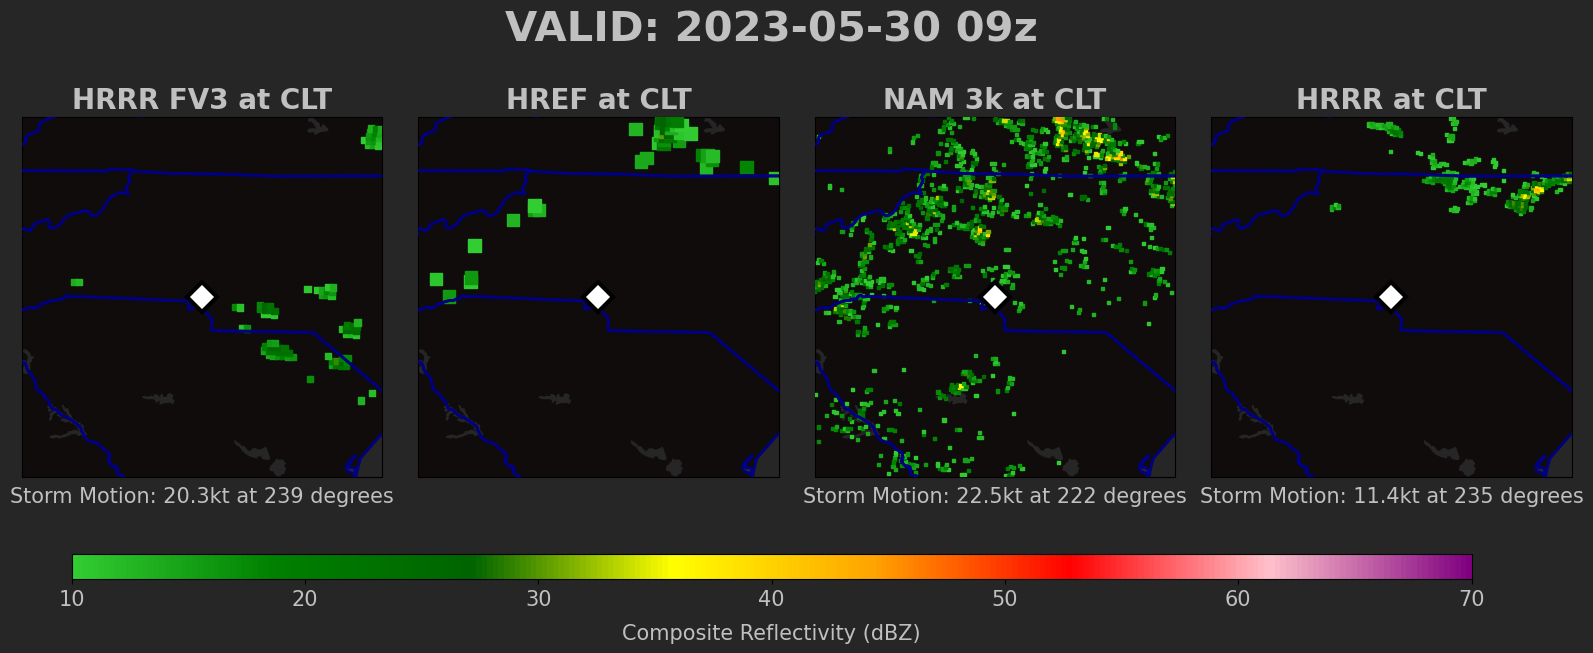 VALID: 2023-05-30 09z
HRRR FV3 at CLT
HREF at CLT
NAM 3k at CLT
HRRR at CLT
Storm Motion: 20.3kt at 239 degrees
Storm Motion: 22.5kt at 222 degrees
Storm Motion: 11.4kt at 235 degrees
10 20 30 40 50 60 70
Composite Reflectivity (dBZ)